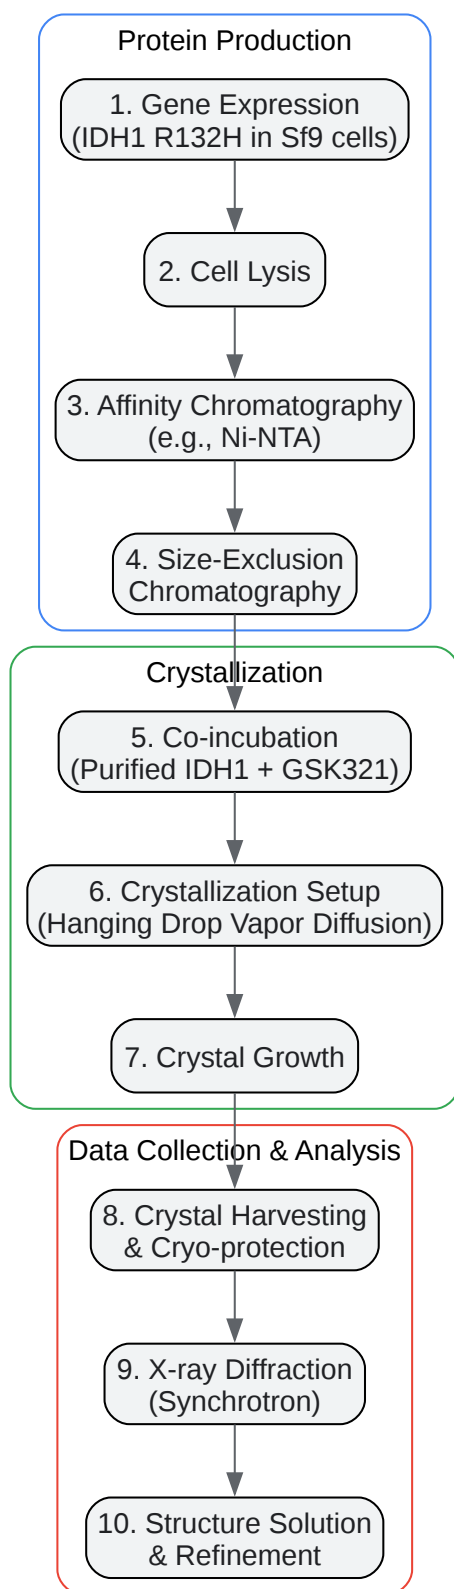 Protein Production
1. Gene Expression
(IDH1 R132H in Sf9 cells)
2. Cell Lysis
3. Affinity Chromatography
(e.g., Ni-NTA)
4. Size-Exclusion
Chromatography
Crystallization
5. Co-incubation
(Purified IDH1 + GSK321)
6. Crystallization Setup
(Hanging Drop Vapor Diffusion)
7. Crystal Growth
Data Collection & Analysis
8. Crystal Harvesting
& Cryo-protection
9. X-ray Diffraction
(Synchrotron)
10. Structure Solution
& Refinement